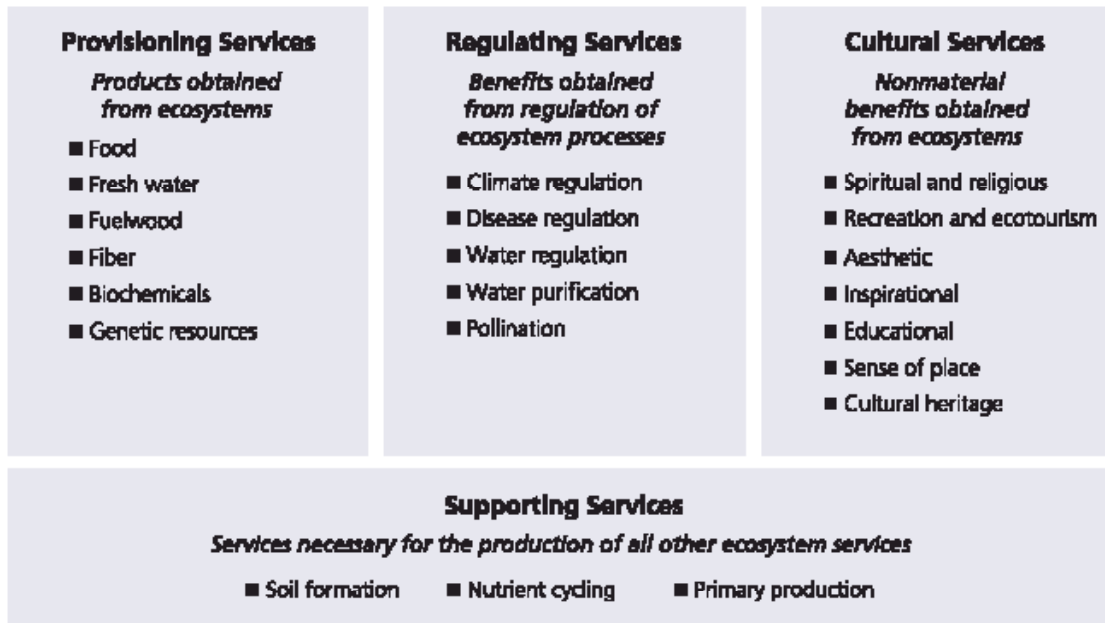 Provisioning Services
Products obtained
from ecosystems
■ Food
■ Fresh water
■ Fuelwood
■ Fiber
■ Biochemicals
■ Genetic resources
Regulating Services
Benefits obtained
from regulation of
ecosystem processes
■ Climate regulation
■ Disease regulation
■ Water regulation
■ Water purification
■ Pollination
Cultural Services
Nonmaterial
benefits obtained
from ecosystems
■ Spiritual and religious
■ Recreation and ecotourism
■ Aesthetic
■ Inspirational
■ Educational
■ Sense of place
■ Cultural heritage
Supporting Services
Services necessary for the production of all other ecosystem services
■ Soil formation ■ Nutrient cycling ■ Primary production